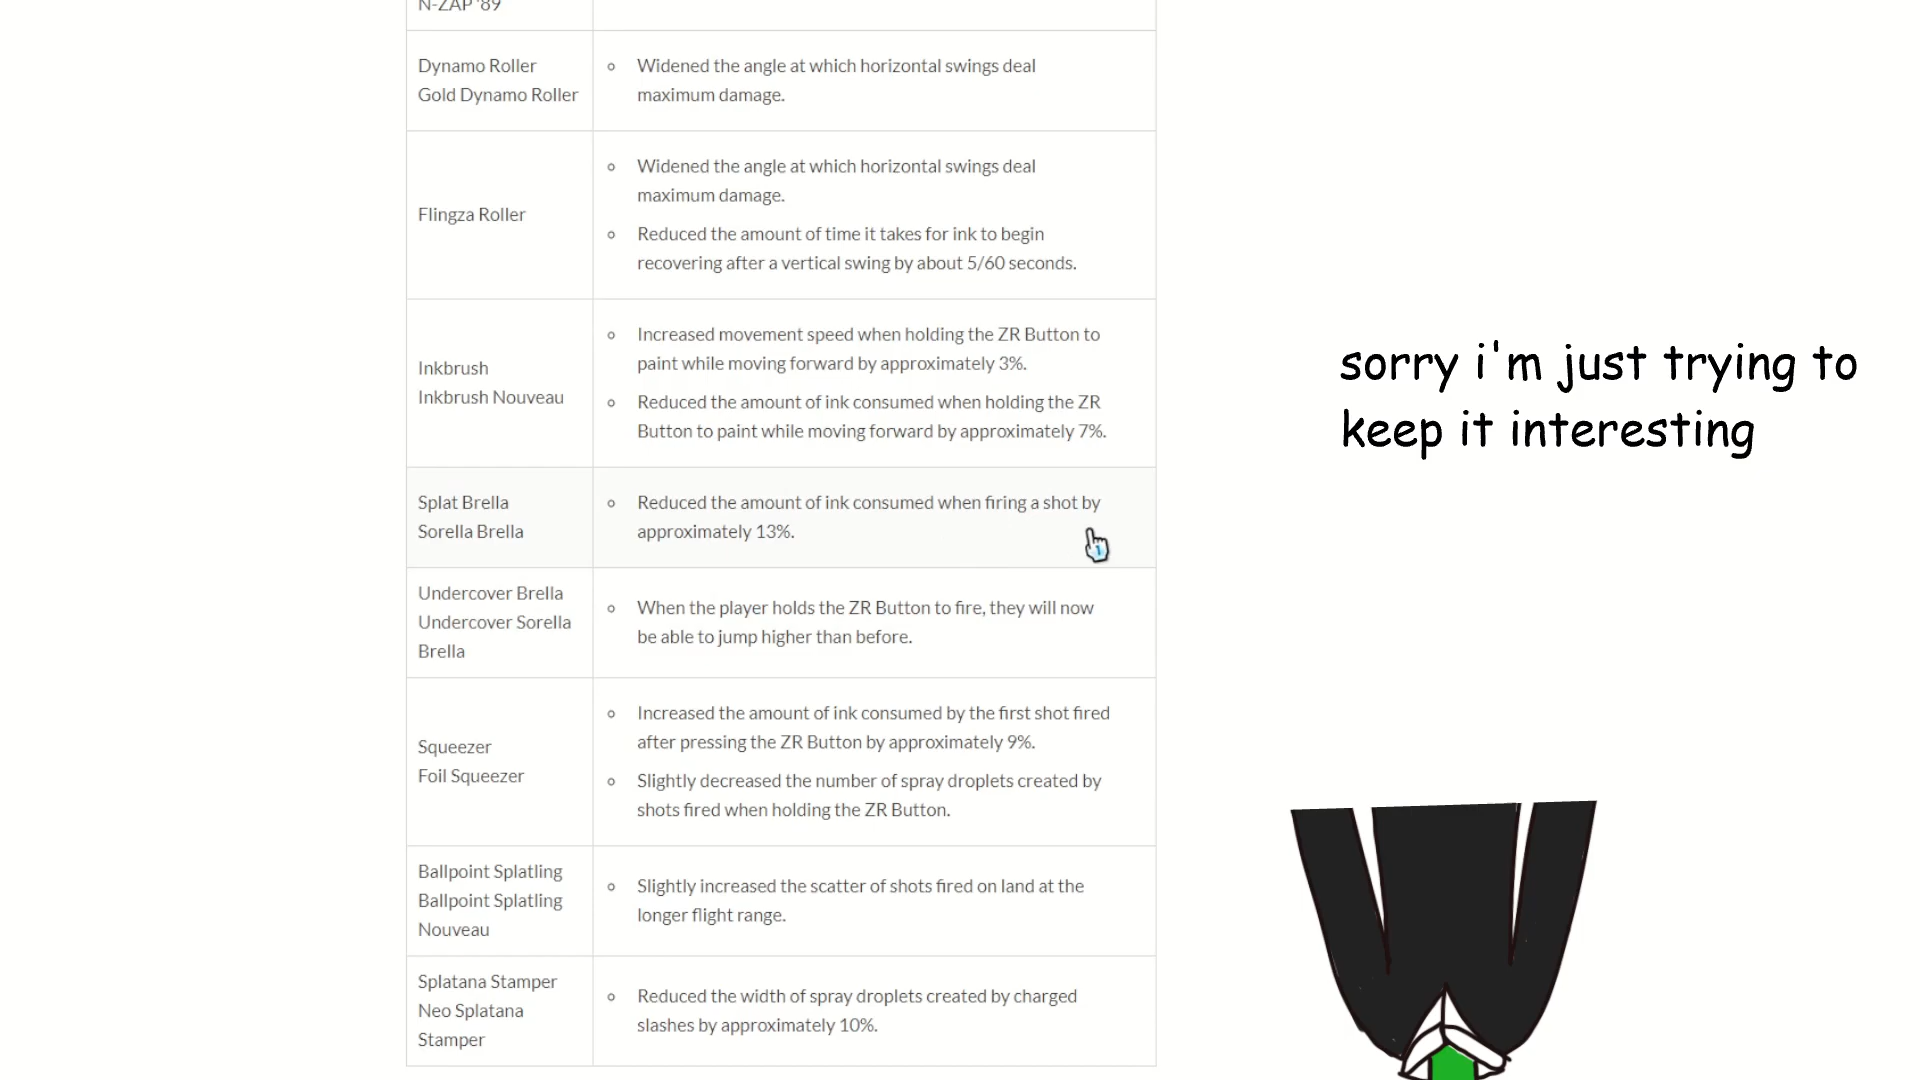 N-ZAP '89
Dynamo Roller
Gold Dynamo Roller
Widened the angle at which horizontal swings deal
maximum damage.
Flingza Roller
Widened the angle at which horizontal swings deal
maximum damage.
Reduced the amount of time it takes for ink to begin
recovering after a vertical swing by about 5/60 seconds.
Inkbrush
Inkbrush Nouveau
Increased movement speed when holding the ZR Button to
paint while moving forward by approximately 3%.
Reduced the amount of ink consumed when holding the ZR
Button to paint while moving forward by approximately 7%.
Splat Brella
Sorella Brella
Reduced the amount of ink consumed when firing a shot by
approximately 13%.
Undercover Brella
Undercover Sorella
Brella
When the player holds the ZR Button to fire, they will now
be able to jump higher than before.
Squeezer
Foil Squeezer
Increased the amount of ink consumed by the first shot fired
after pressing the ZR Button by approximately 9%.
Slightly decreased the number of spray droplets created by
shots fired when holding the ZR Button.
Ballpoint Splatling
Ballpoint Splatling
Nouveau
Slightly increased the scatter of shots fired on land at the
longer flight range.
Splatana Stamper
Neo Splatana
Stamper
Reduced the width of spray droplets created by charged
slashes by approximately 10%.
sorry i'm just trying to
keep it interesting